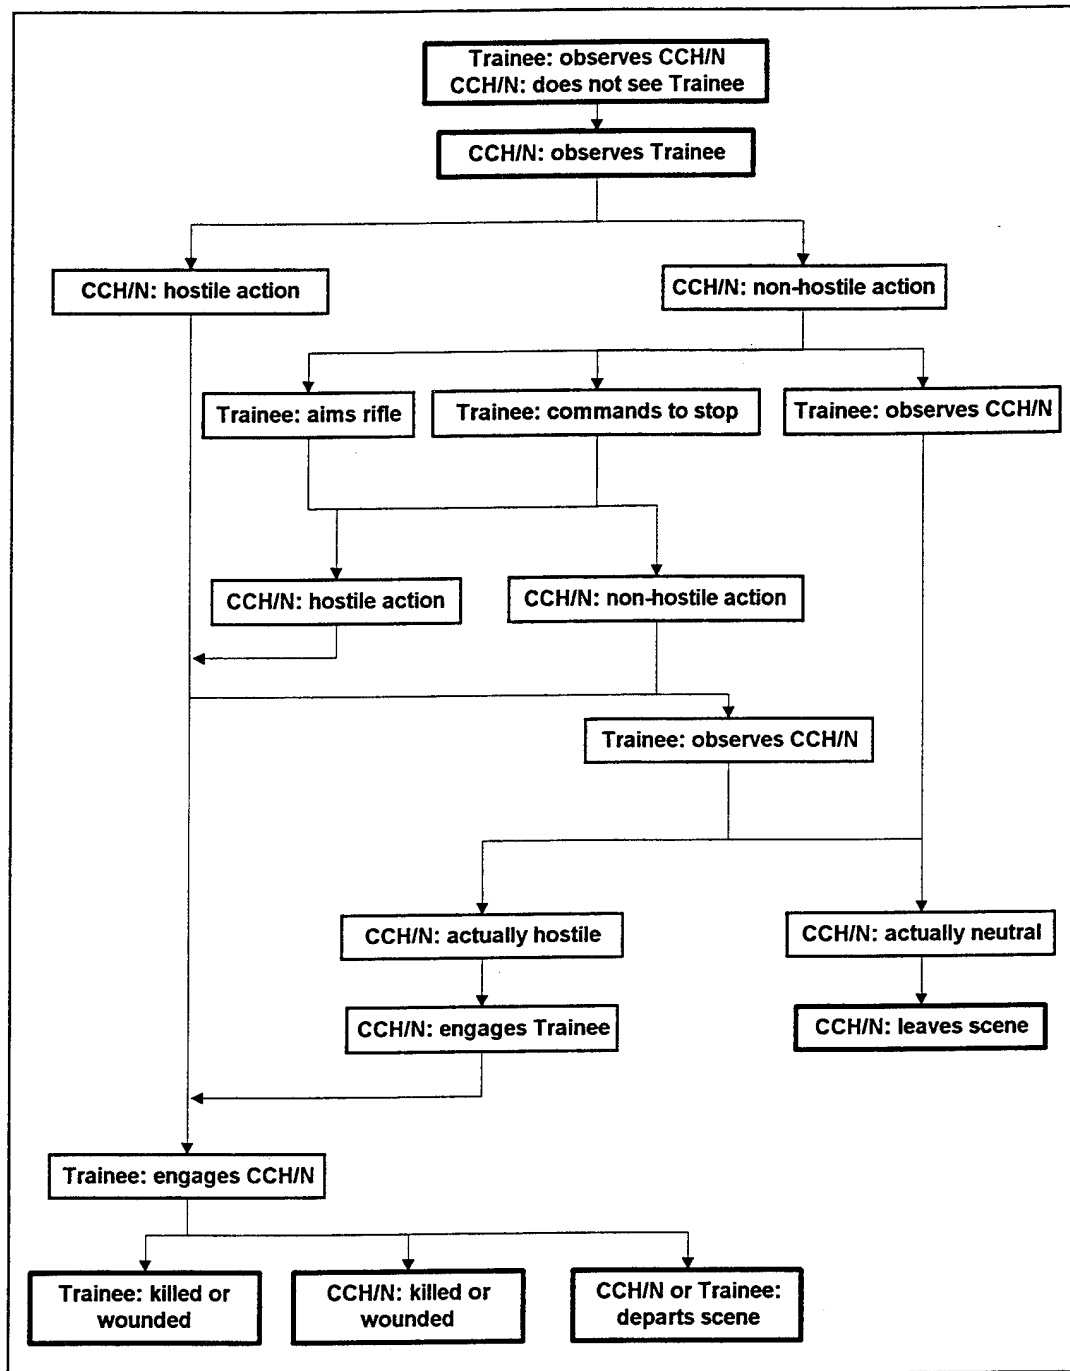 Trainee: observes CCH/N
CCH/N: does not see Trainee
CCH/N: observes Trainee
CCH/N: hostile action
CCH/N: non-hostile action
Trainee: aims rifle
Trainee: commands to stop
Trainee: observes CCH/N
CCH/N: hostile action
CCH/N: non-hostile action
Trainee: observes CCH/N
CCH/N: actually hostile
CCH/N: actually neutral
CCH/N: engages Trainee
CCH/N: leaves scene
Trainee: engages CCH/N
Trainee: killed or
wounded
CCH/N: killed or
wounded
CCH/N or Trainee:
departs scene